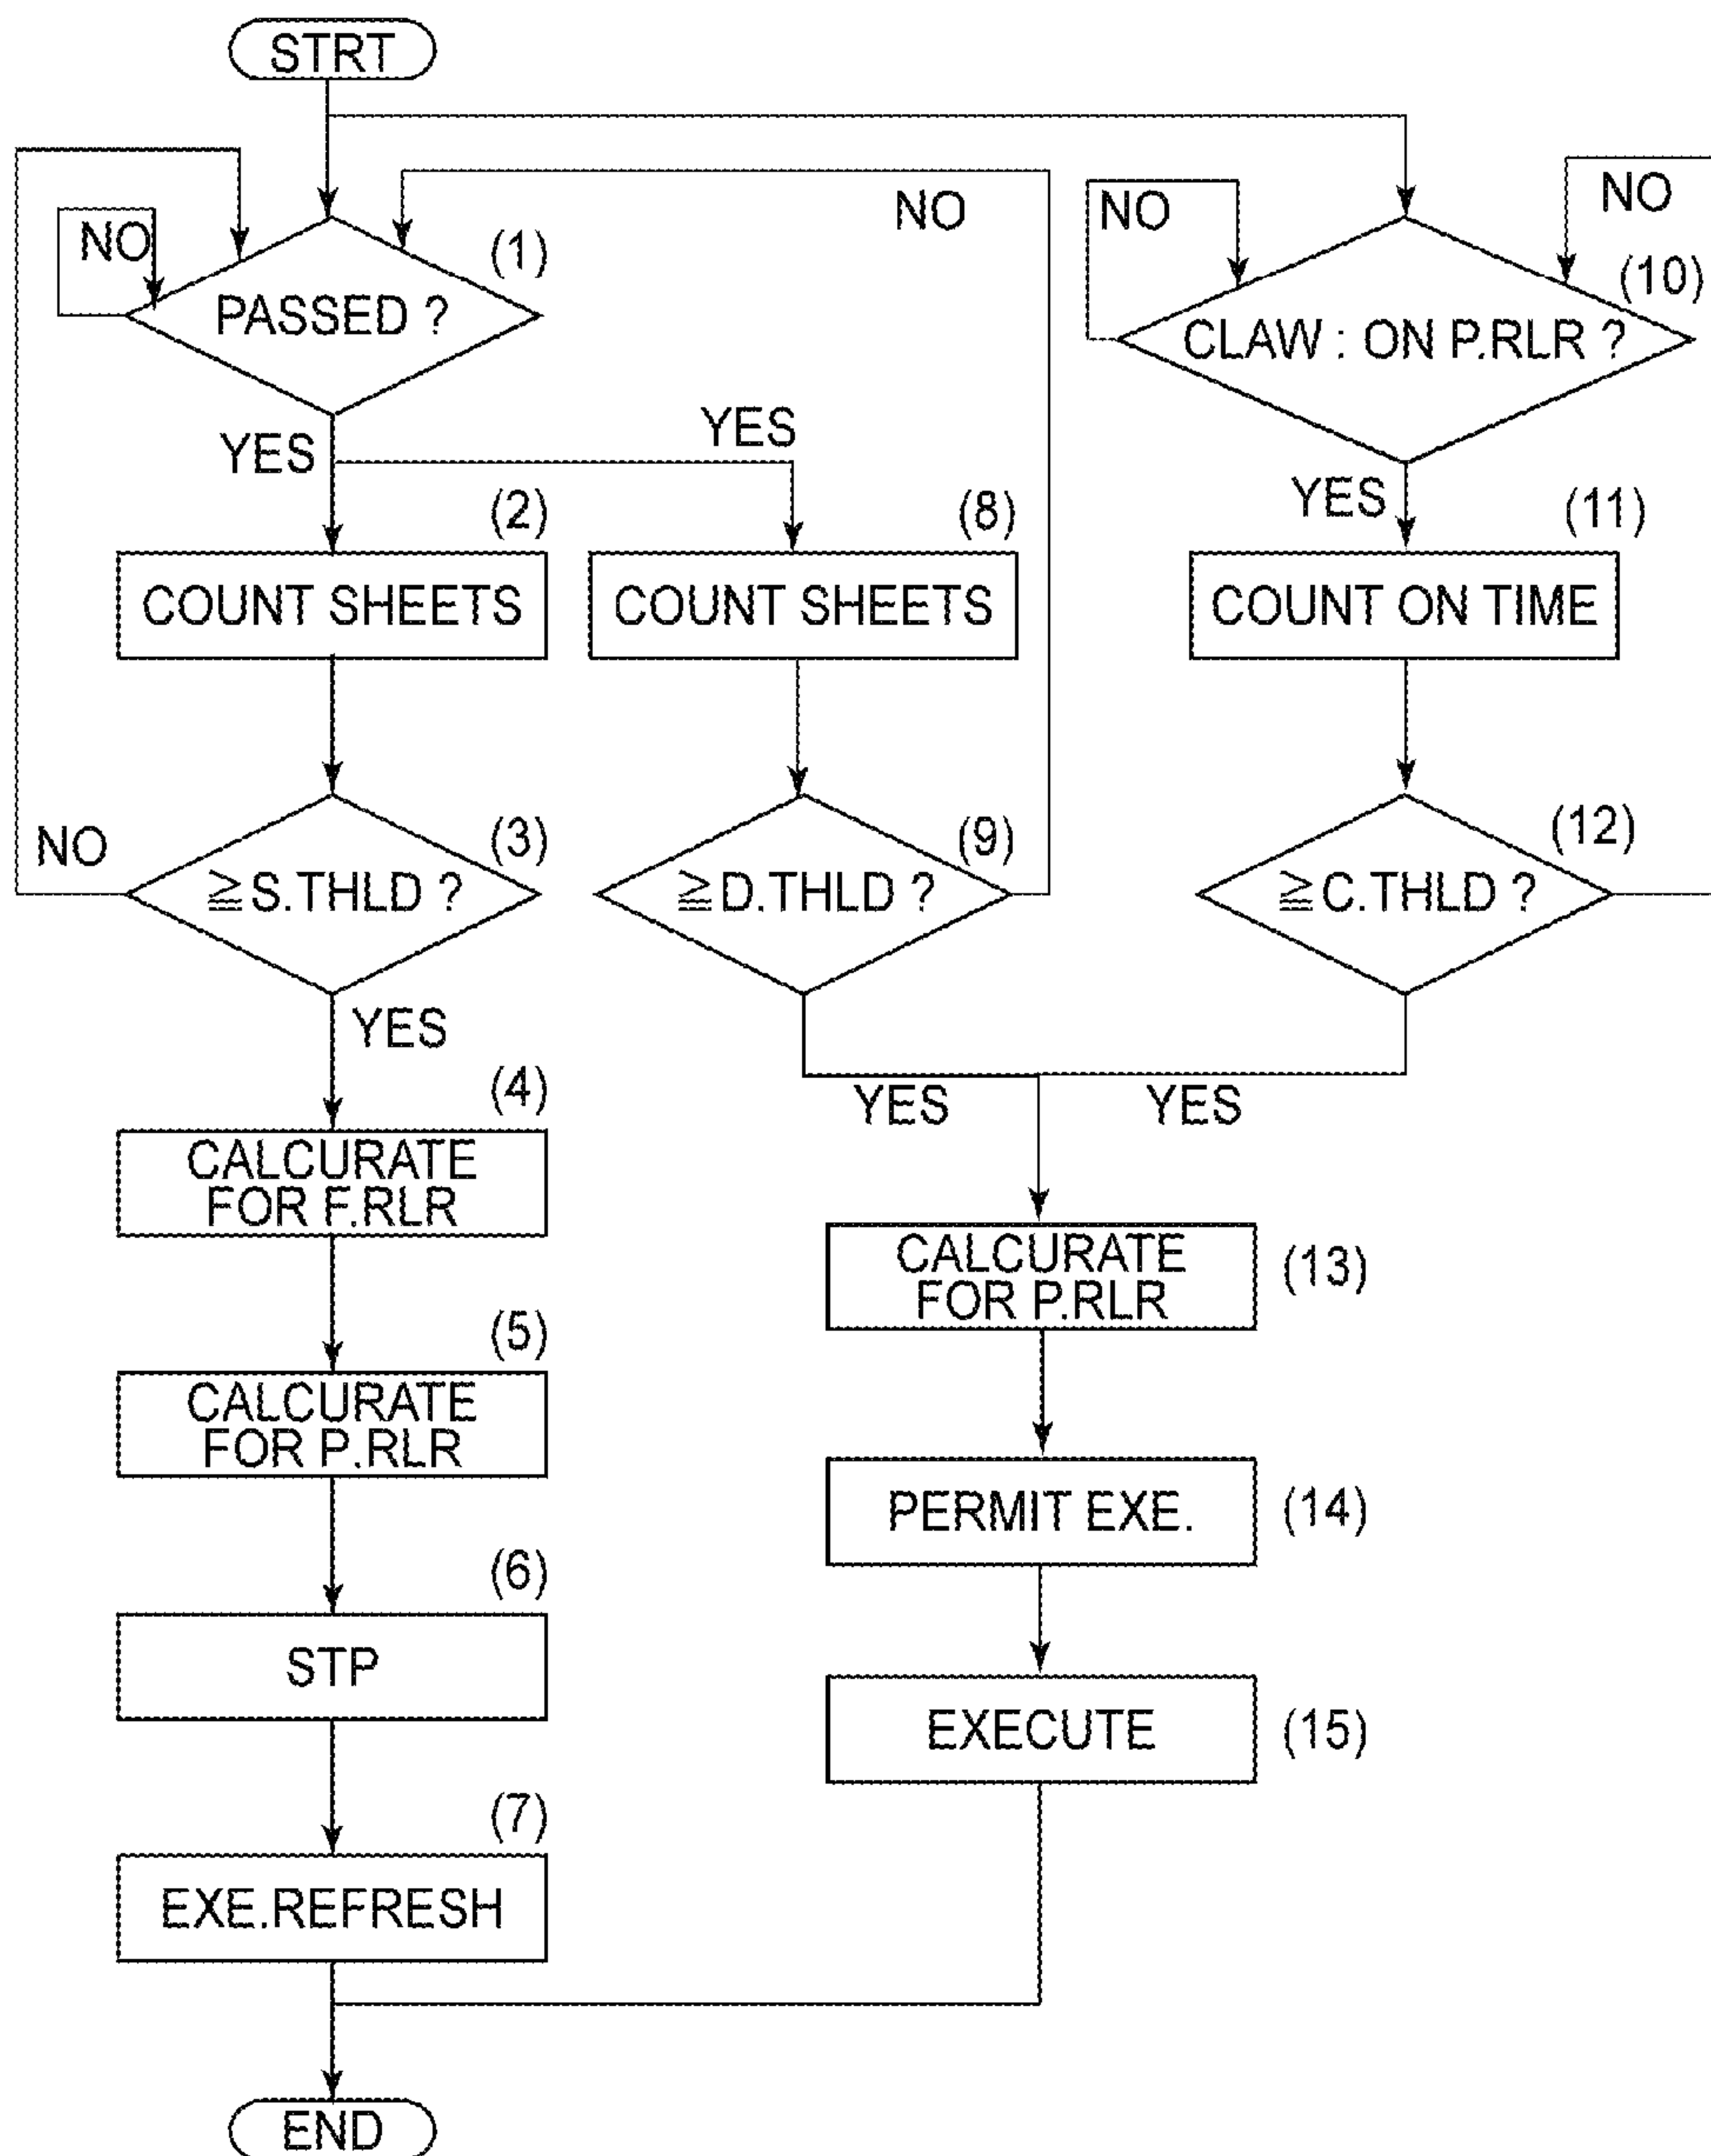 STRT
NO
NO
NO
NO
(1)
(10)
PASSED ?
CLAW : ON P.RLR ?
YES
YES
YES
(2)
(8)
(11)
COUNT SHEETS
COUNT SHEETS
COUNT ON TIME
NO
(3)
(9)
(12)
≧S.THLD ?
≧D.THLD ?
≧C.THLD ?
YES
(4)
YES
YES
CALCURATE
FOR F.RLR
CALCURATE
FOR P.RLR
(13)
(5)
CALCURATE
FOR P.RLR
PERMIT EXE.
(14)
(6)
STP
EXECUTE
(15)
(7)
EXE.REFRESH
END